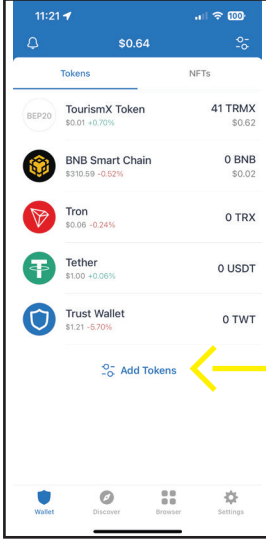 11:21
100
$0.64
Tokens
NFTs
BEP20
TourismX Token
41 TRMX
$0.01 +0.70%
$0.62
BNB Smart Chain
0 BNB
$310.59 -0.52%
$0.02
Tron
0 TRX
$0.06 -0.24%
Tether
0 USDT
$1.00 +0.06%
Trust Wallet
0 TWT
$1.21 -5.70%
Add Tokens
Wallet
Discover
Browser
Settings